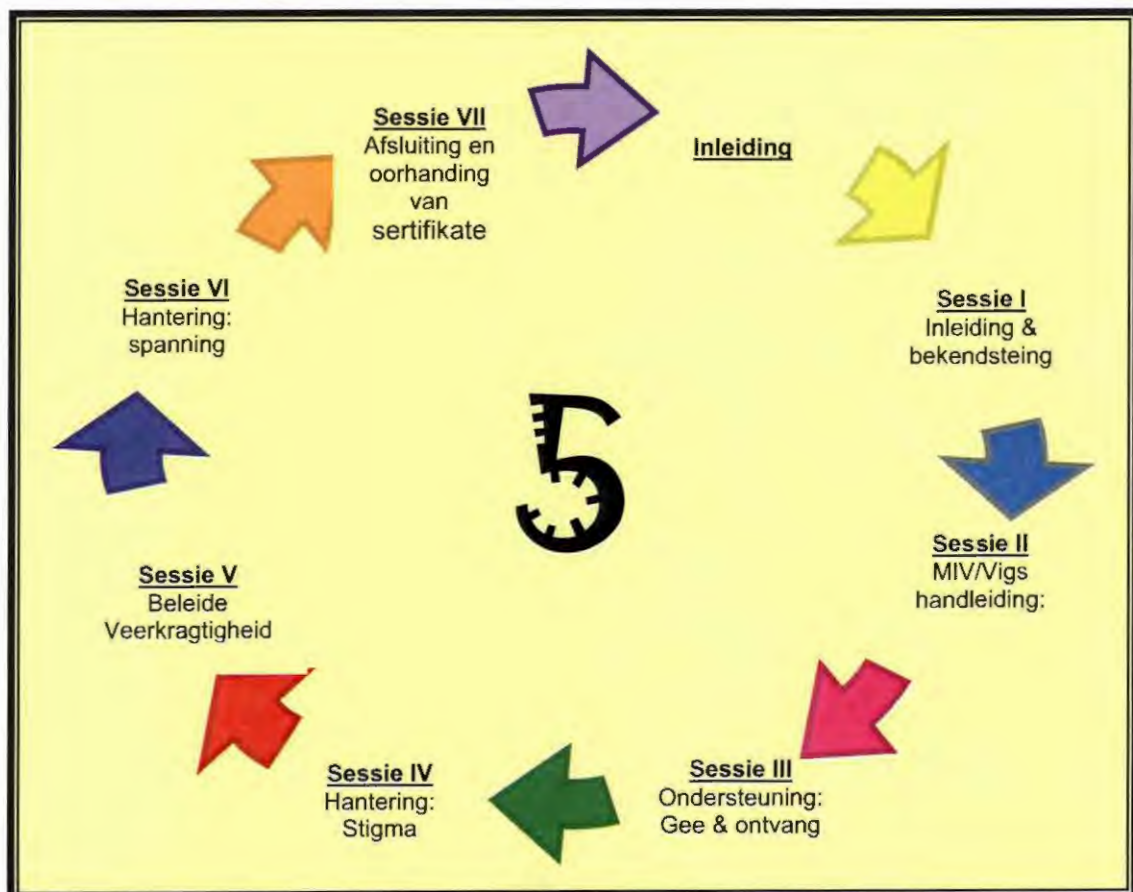 Inleiding
Sessie I
Inleiding &
bekendsteing
Sessie II
MIV/Vigs
handleiding:
Sessie III
Ondersteuning:
Gee & ontvang
Sessie IV
Hantering:
Stigma
Sessie V
Beleide
Veerkragtigheid
Sessie VI
Hantering:
spanning
Sessie VII
Afsluiting en
oorhanding
van
sertifikate
5